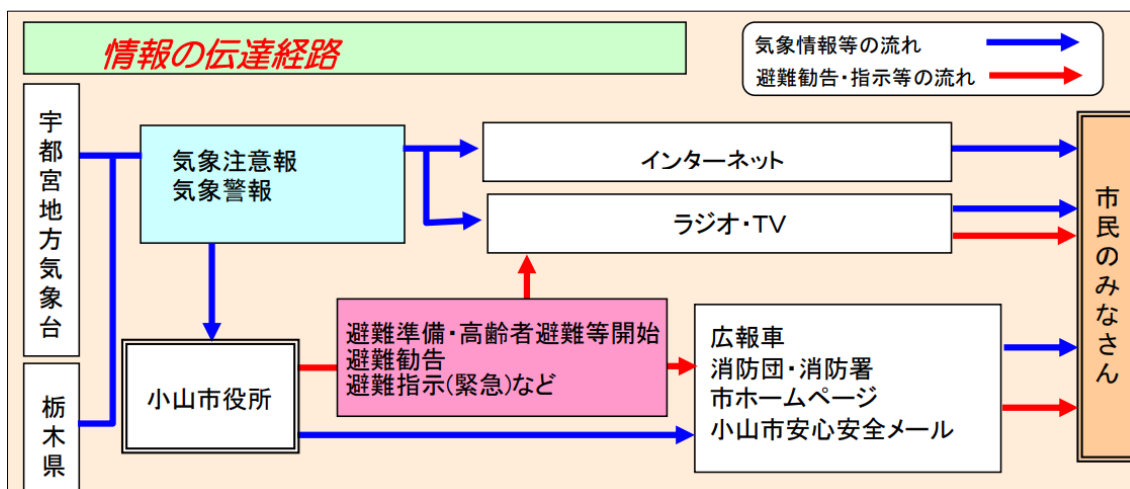 情報の伝達経路
気象情報等の流れ
避難勧告・指示等の流れ
宇都宮地方気象台
気象注意報
気象警報
インターネット
ラジオ・TV
市民のみなさん
避難準備・高齢者避難等開始
避難勧告
避難指示(緊急)など
広報車
消防団・消防署
市ホームページ
小山市安心安全メール
小山市役所
栃木県